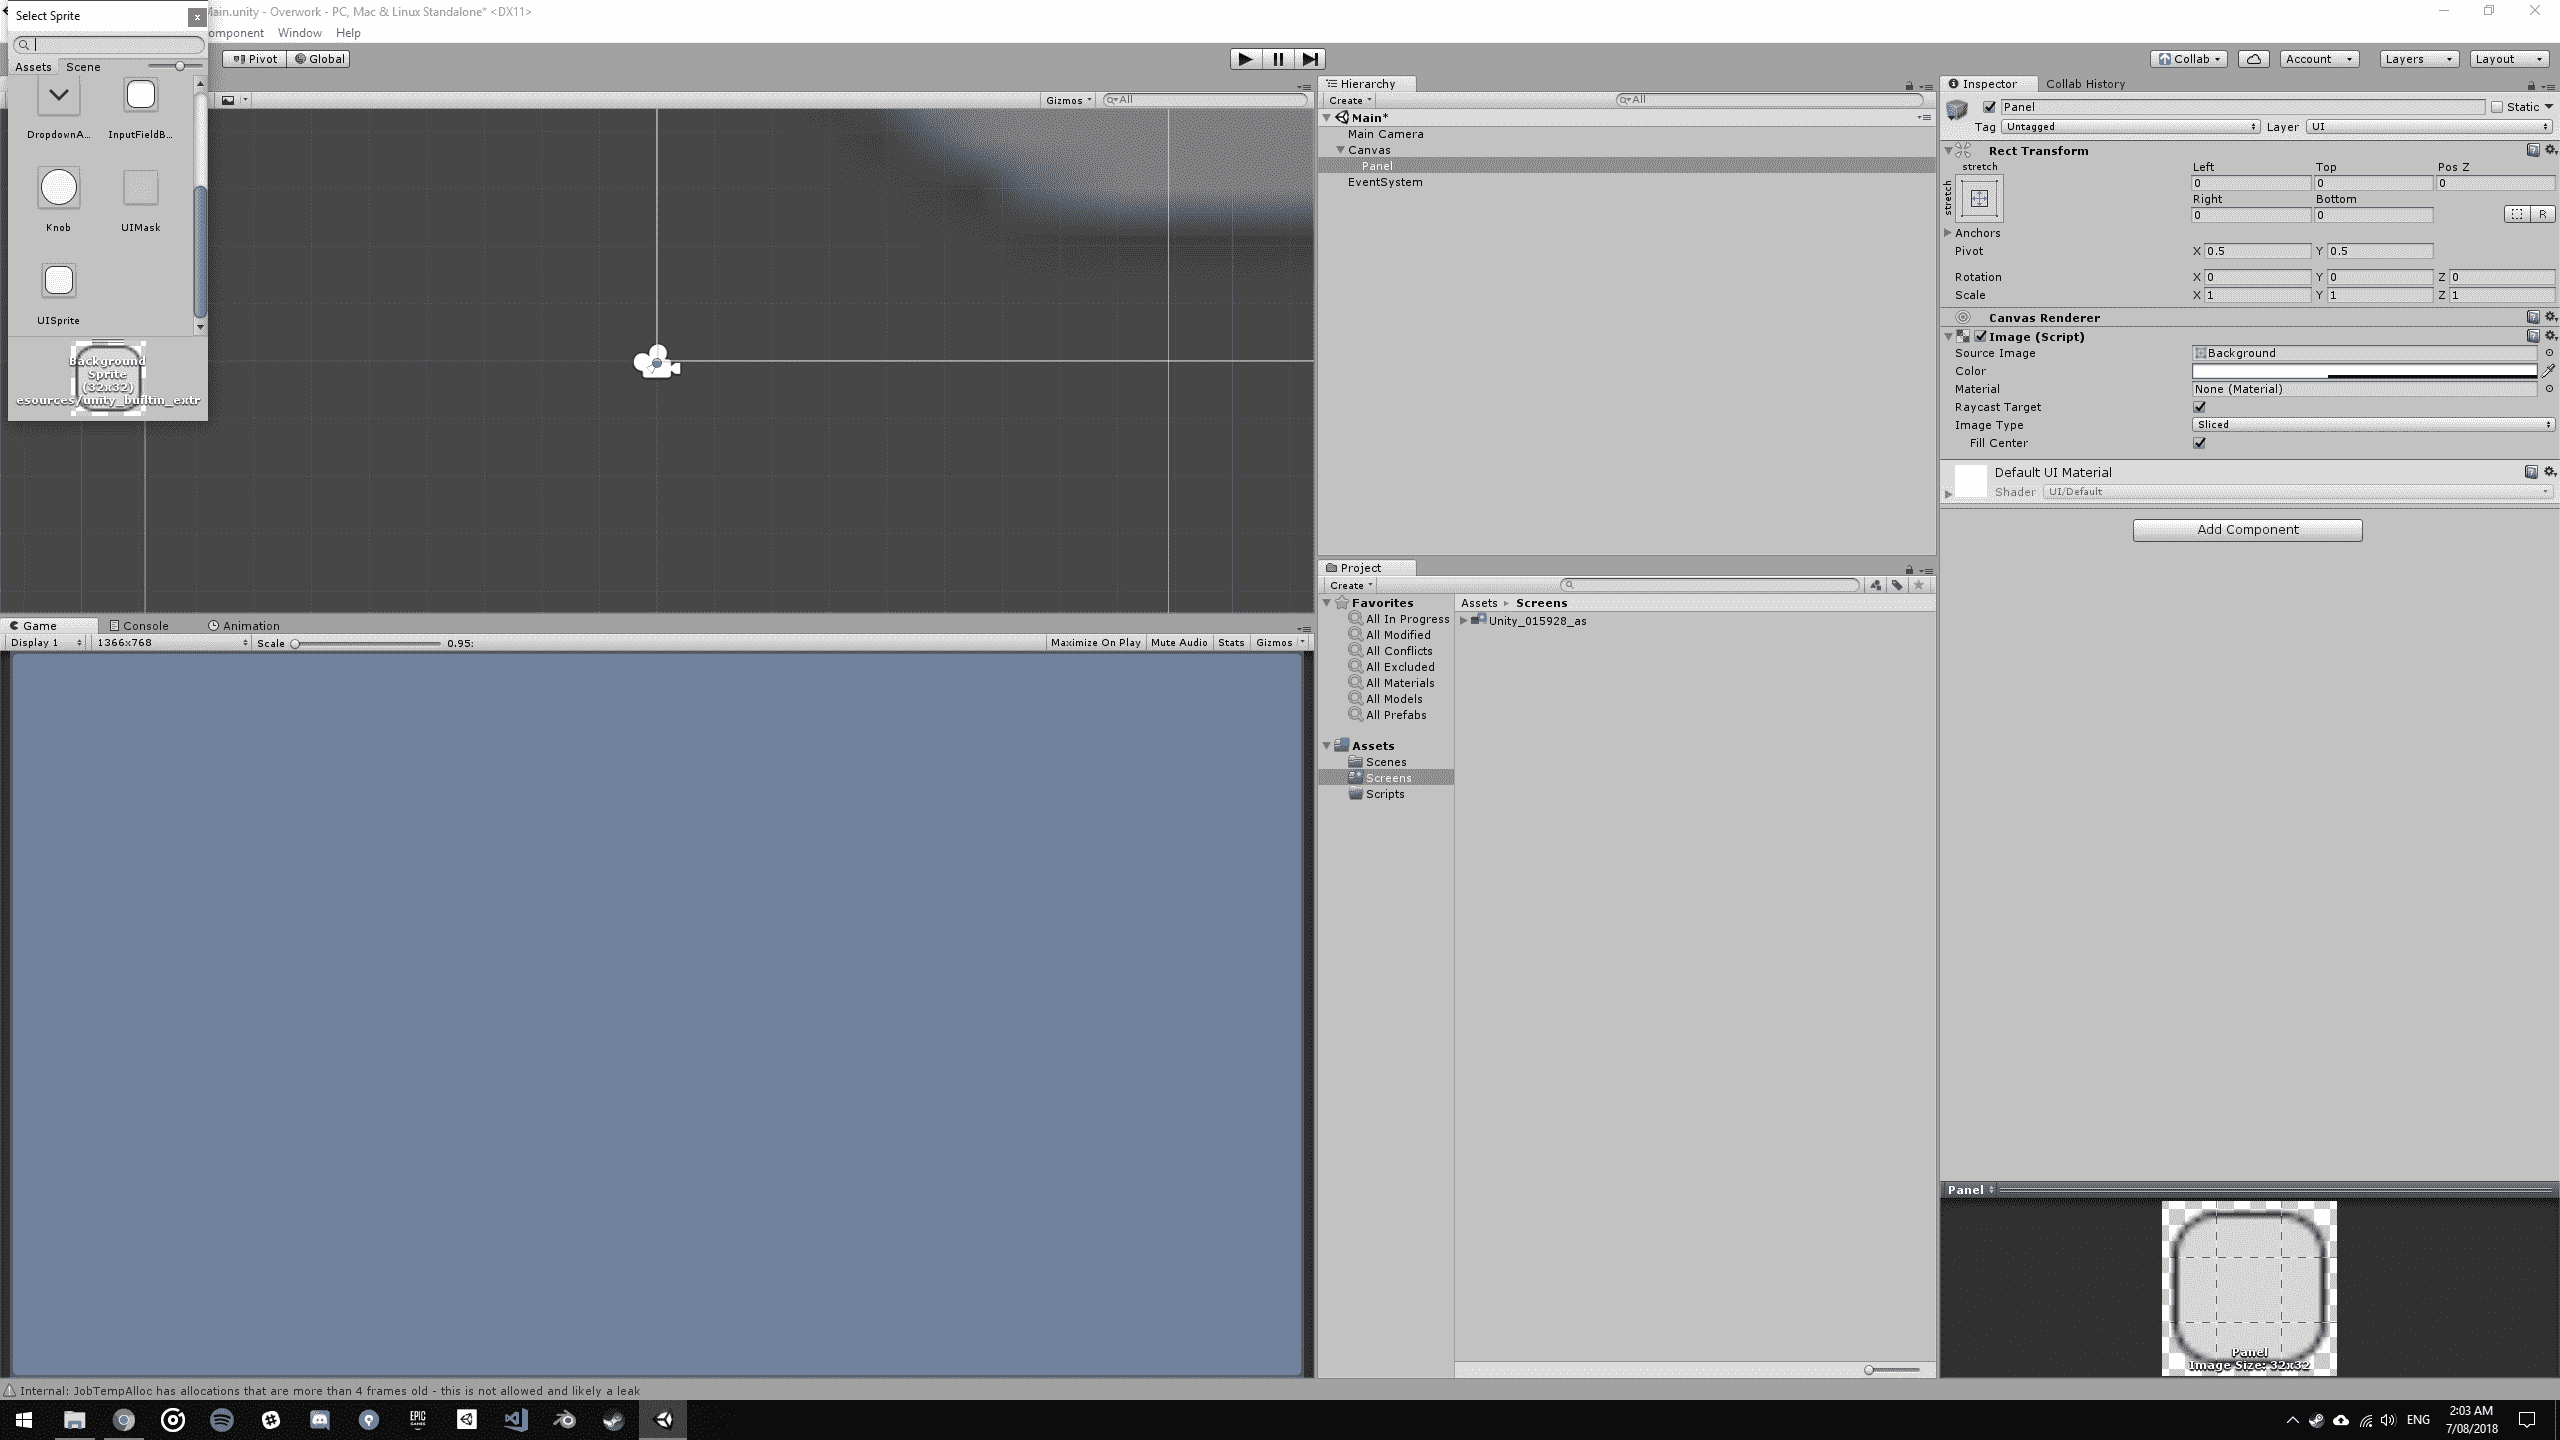 Select Sprite
Main.unity - Overwork - PC, Mac & Linux Standalone* <DX11>
omponent Window Help
Assets Scene
Pivot Global
Collab Account Layers Layout
DropdownA... InputFieldB...
Knob UIMask
UISprite
Background
Sprite
(32x32)
esources/unity_builtin_extr
Gizmos All
Hierarchy
Create All
Main*
Main Camera
Canvas
Panel
EventSystem
Inspector Collab History
Panel Static
Tag Untagged Layer UI
Rect Transform
stretch
stretch
Left Top Pos Z
0 0 0
Right Bottom
0 0 R
Anchors
Pivot X 0.5 Y 0.5
Rotation X 0 Y 0 Z 0
Scale X 1 Y 1 Z 1
Canvas Renderer
Image (Script)
Source Image Background
Color
Material None (Material)
Raycast Target
Image Type Sliced
Fill Center
Default UI Material
Shader UI/Default
Add Component
Project
Create
Favorites
All In Progress
All Modified
All Conflicts
All Excluded
All Materials
All Models
All Prefabs
Assets
Scenes
Screens
Scripts
Assets Screens
Unity_015928_as
Game Console Animation
Display 1 1366x768 Scale 0.95: Maximize On Play Mute Audio Stats Gizmos
Panel
Panel
Image Size: 32x32
Internal: JobTempAlloc has allocations that are more than 4 frames old - this is not allowed and likely a leak
EPIC
GAMES
ENG
2:03 AM
7/08/2018